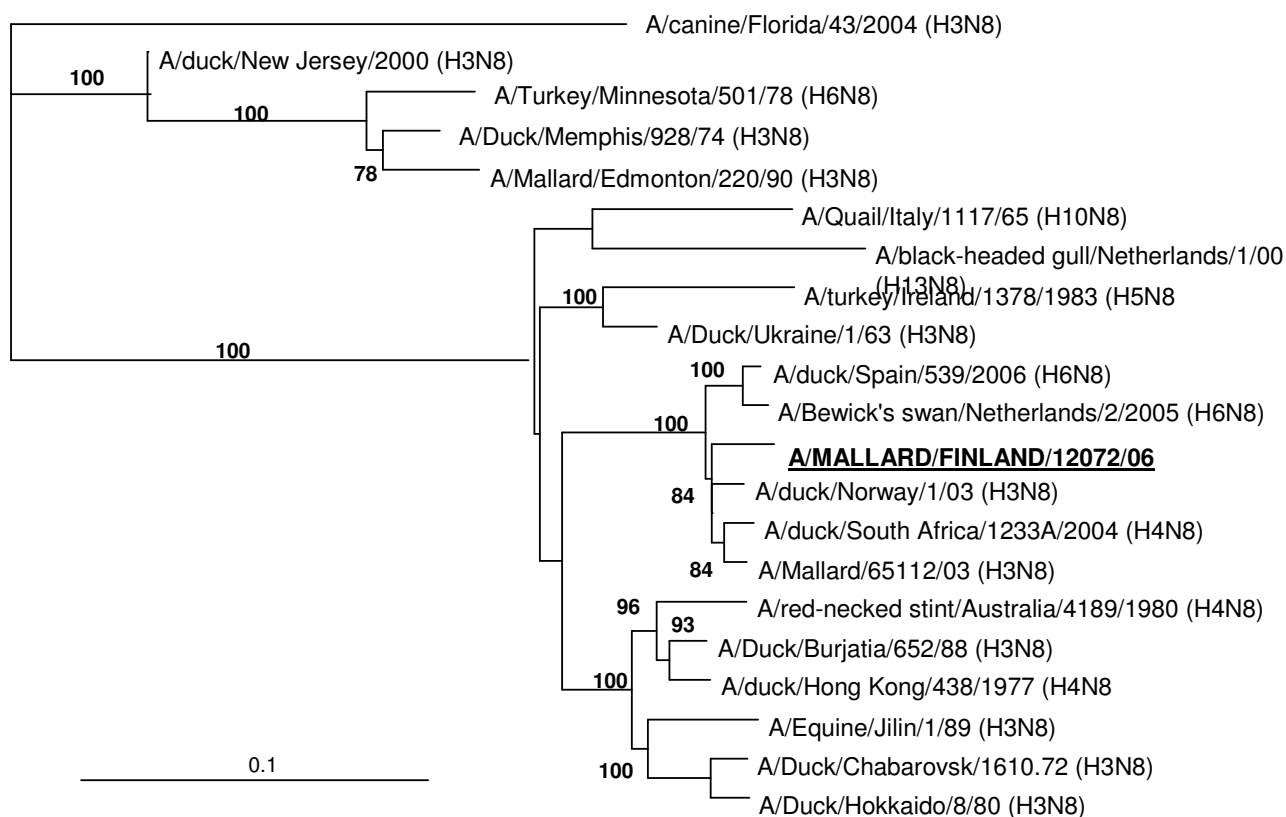 A/canine/Florida/43/2004 (H3N8)
A/duck/New Jersey/2000 (H3N8)
100
A/Turkey/Minnesota/501/78 (H6N8)
100
A/Duck/Memphis/928/74 (H3N8)
78
A/Mallard/Edmonton/220/90 (H3N8)
A/Quail/Italy/1117/65 (H10N8)
A/black-headed gull/Netherlands/1/00
(H13N8)
100
A/turkey/Ireland/1378/1983 (H5N8
A/Duck/Ukraine/1/63 (H3N8)
100
100
A/duck/Spain/539/2006 (H6N8)
A/Bewick's swan/Netherlands/2/2005 (H6N8)
100
A/MALLARD/FINLAND/12072/06
84
A/duck/Norway/1/03 (H3N8)
A/duck/South Africa/1233A/2004 (H4N8)
84
A/Mallard/65112/03 (H3N8)
96
A/red-necked stint/Australia/4189/1980 (H4N8)
93
A/Duck/Burjatia/652/88 (H3N8)
100
A/duck/Hong Kong/438/1977 (H4N8
A/Equine/Jilin/1/89 (H3N8)
100
A/Duck/Chabarovsk/1610.72 (H3N8)
A/Duck/Hokkaido/8/80 (H3N8)
0.1